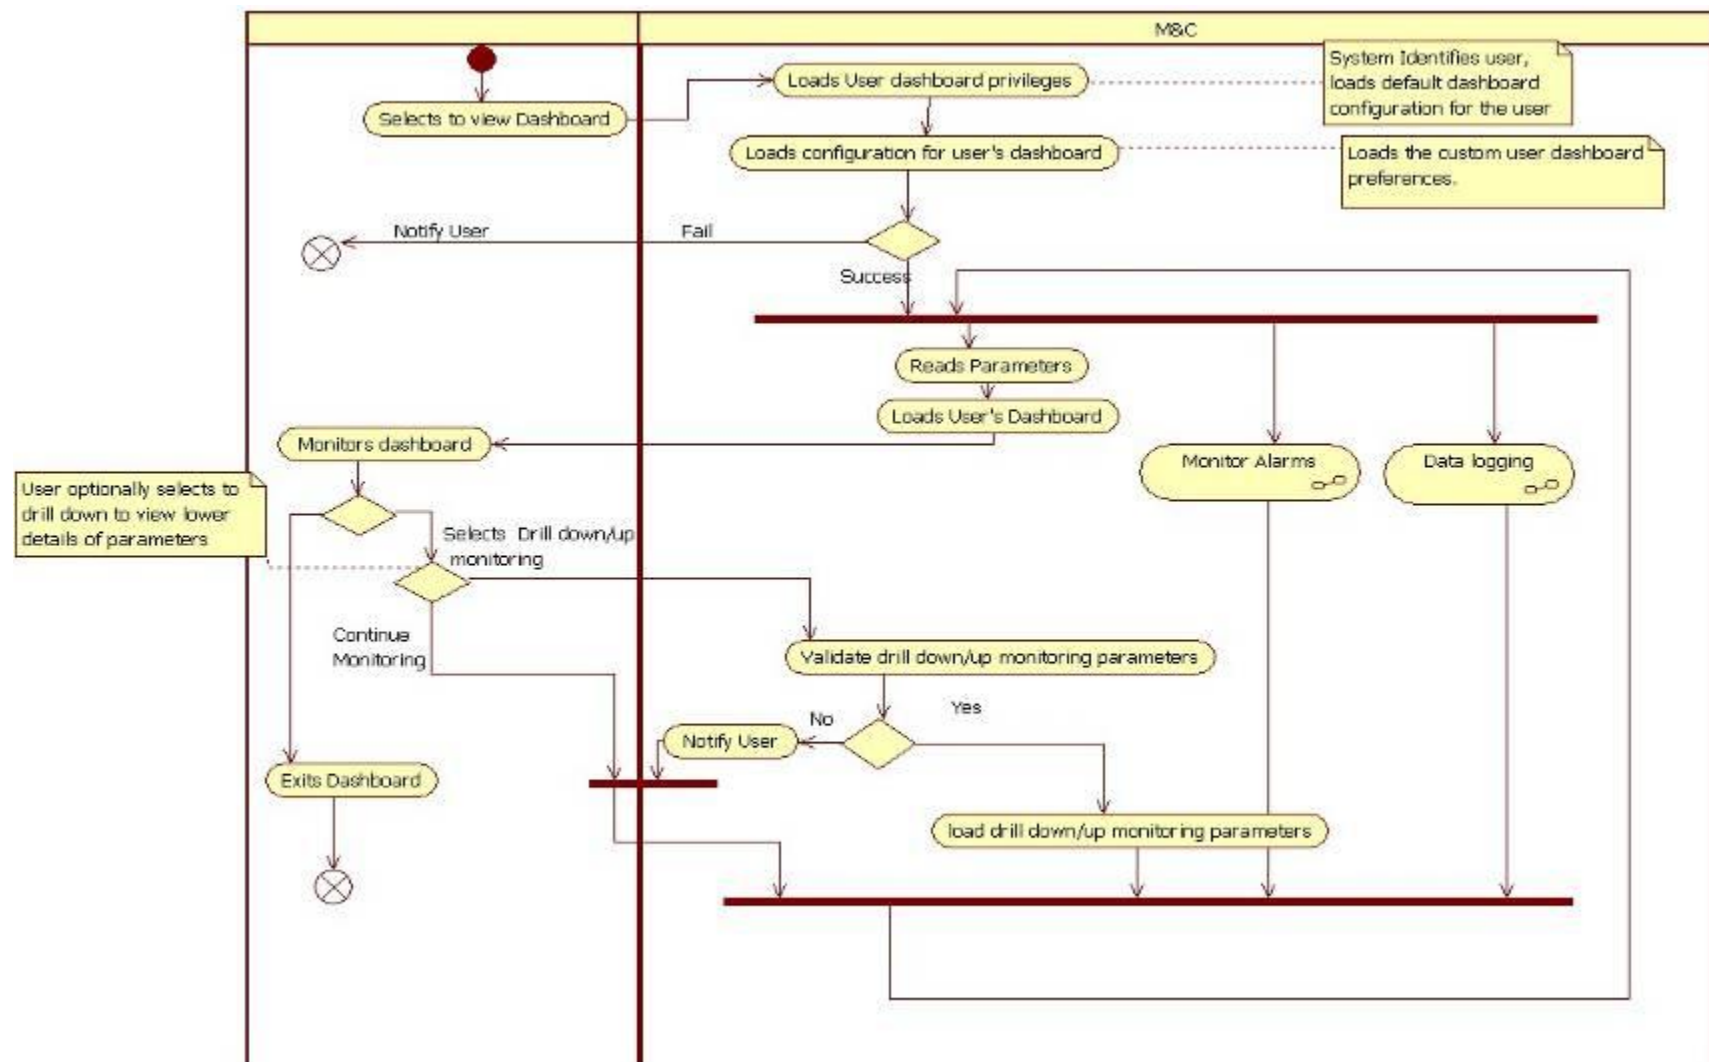 M&C
System Identifies user,
loads default dashboard
configuration for the user
Loads User dashboard privileges
Selects to view Dashboard
Loads configuration for user's dashboard
Loads the custom user dashboard
preferences.
Notify User
Fail
Success
Reads Parameters
Loads User's Dashboard
Monitors dashboard
Monitor Alarms
Data logging
User optionally selects to
drill down to view lower
details of parameters
Selects Drill down/up
monitoring
Continue
Monitoring
Validate drill down/up monitoring parameters
No
Yes
Notify User
Exits Dashboard
load drill down/up monitoring parameters